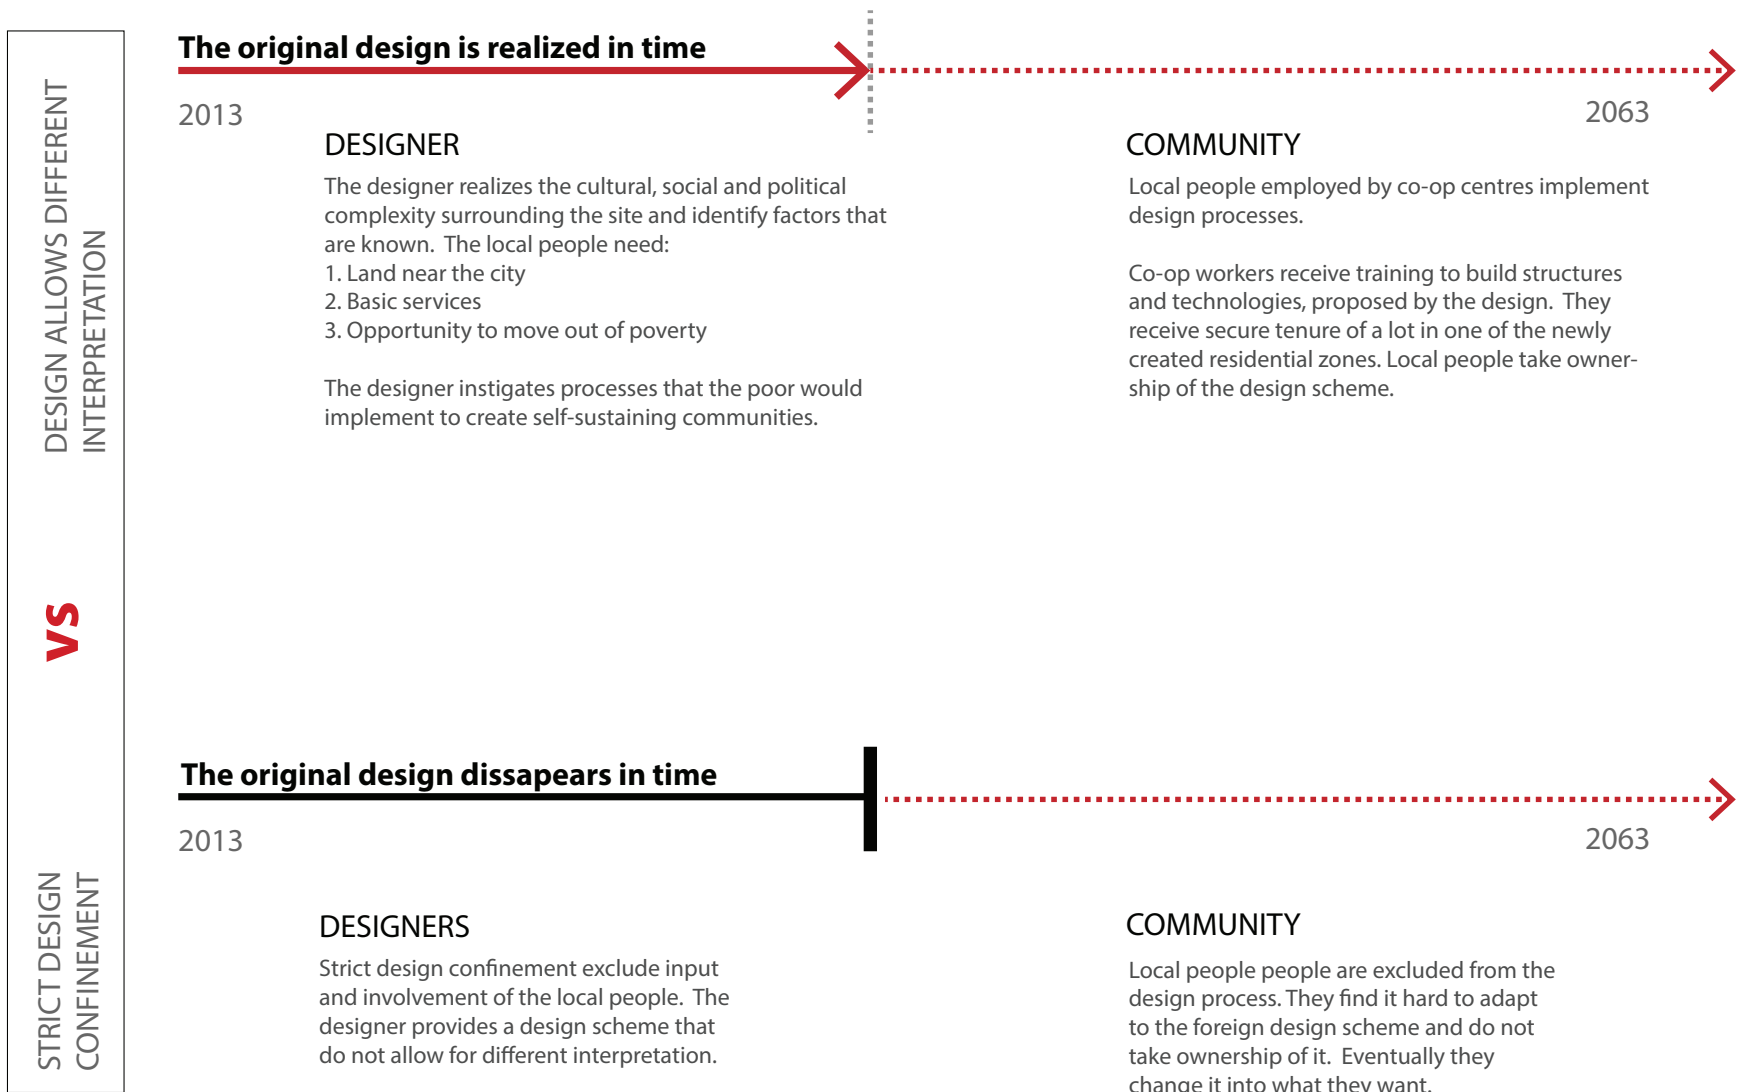 DESIGN ALLOWS DIFFERENT
INTERPRETATION
The original design is realized in time
2013
2063
DESIGNER
The designer realizes the cultural, social and political
complexity surrounding the site and identify factors that
are known. The local people need:
1. Land near the city
2. Basic services
3. Opportunity to move out of poverty
The designer instigates processes that the poor would
implement to create self-sustaining communities.
COMMUNITY
Local people employed by co-op centres implement
design processes.
Co-op workers receive training to build structures
and technologies, proposed by the design. They
receive secure tenure of a lot in one of the newly
created residential zones. Local people take owner-
ship of the design scheme.
vs
STRICT DESIGN
CONFINEMENT
The original design dissapears in time
2013
2063
DESIGNERS
Strict design confinement exclude input
and involvement of the local people. The
designer provides a design scheme that
do not allow for different interpretation.
COMMUNITY
Local people people are excluded from the
design process. They find it hard to adapt
to the foreign design scheme and do not
take ownership of it. Eventually they
change it into what they want.